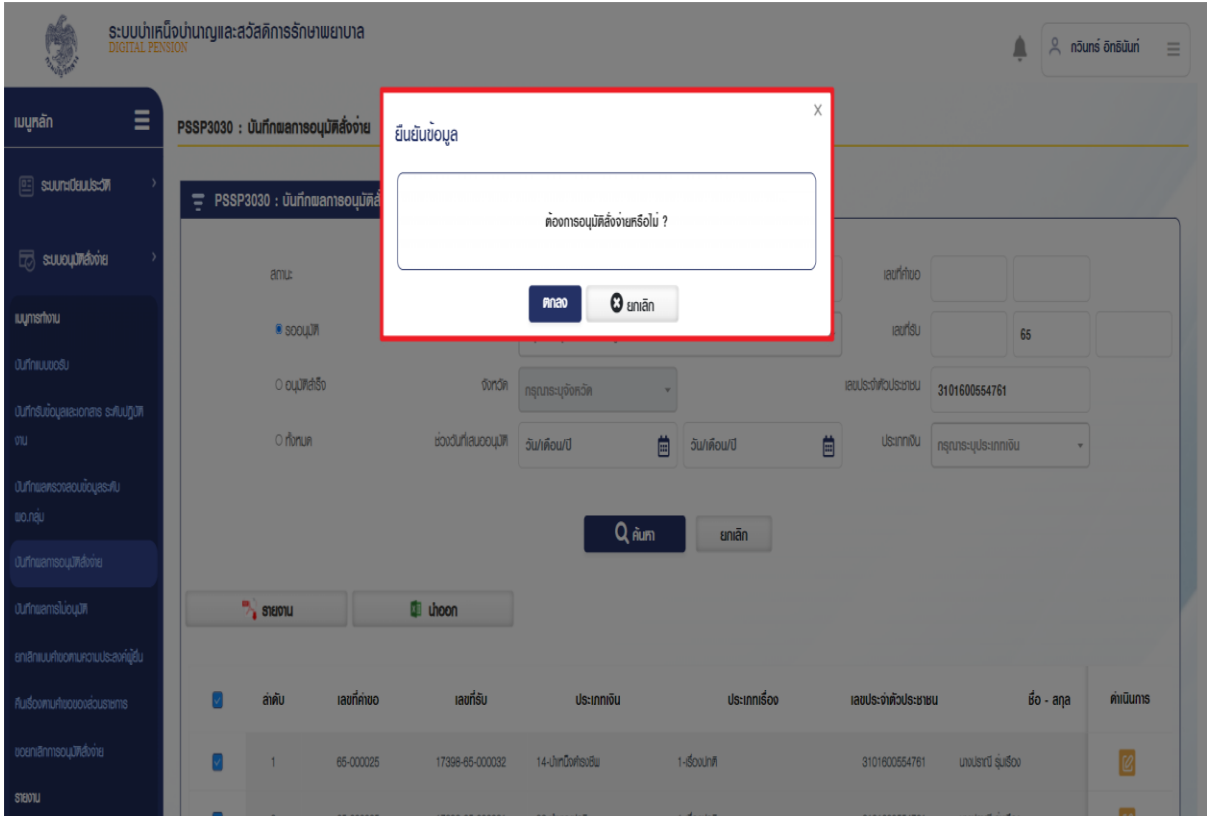 ระบบบำเหน็จบำนาญและสวัสดิการรักษาพยาบาล
DIGITAL PENSION
กวินทร์ อิทธินันท์
เมนูหลัก
PSSP3030 : บันทึกผลการอนุมัติสั่งจ่าย
X
ยืนยันข้อมูล
ระบบทะเบียนประวัติ
PSSP3030 : บันทึกผลการอนุมัติสั่
ต้องการอนุมัติสั่งจ่ายหรือไม่ ?
ระบบอนุมัติสั่งจ่าย
สถานะ
เลขที่คำขอ
ตกลง
ยกเลิก
เมนูการทำงาน
รออนุมัติ
เลขที่รับ
65
บันทึกแบบขอรับ
อนุมัติสำเร็จ
จังหวัด
กรุณาระบุจังหวัด
เลขประจำตัวประชาชน
3101600554761
บันทึกรับข้อมูลและเอกสาร ระดับปฏิบัติ
งาน
ทั้งหมด
ช่วงวันที่เสนออนุมัติ
วัน/เดือน/ปี
วัน/เดือน/ปี
ประเภทเงิน
กรุณาระบุประเภทเงิน
บันทึกผลตรวจสอบข้อมูลระดับ
ผอ.กลุ่ม
ค้นหา
ยกเลิก
บันทึกผลการอนุมัติสั่งจ่าย
บันทึกผลการไม่อนุมัติ
รายงาน
นำออก
ยกเลิกแบบคำขอตามความประสงค์ผู้ยื่น
คืนเรื่องตามคำขอของส่วนราชการ
ลำดับ
เลขที่คำขอ
เลขที่รับ
ประเภทเงิน
ประเภทเรื่อง
เลขประจำตัวประชาชน
ชื่อ - สกุล
ดำเนินการ
ขอยกเลิกการอนุมัติสั่งจ่าย
1
65-000025
17398-65-000032
14-บำเหน็จดำรงชีพ
1-เรื่องปกติ
3101600554761
นางปราณี รุ่มเรือง
รายงาน